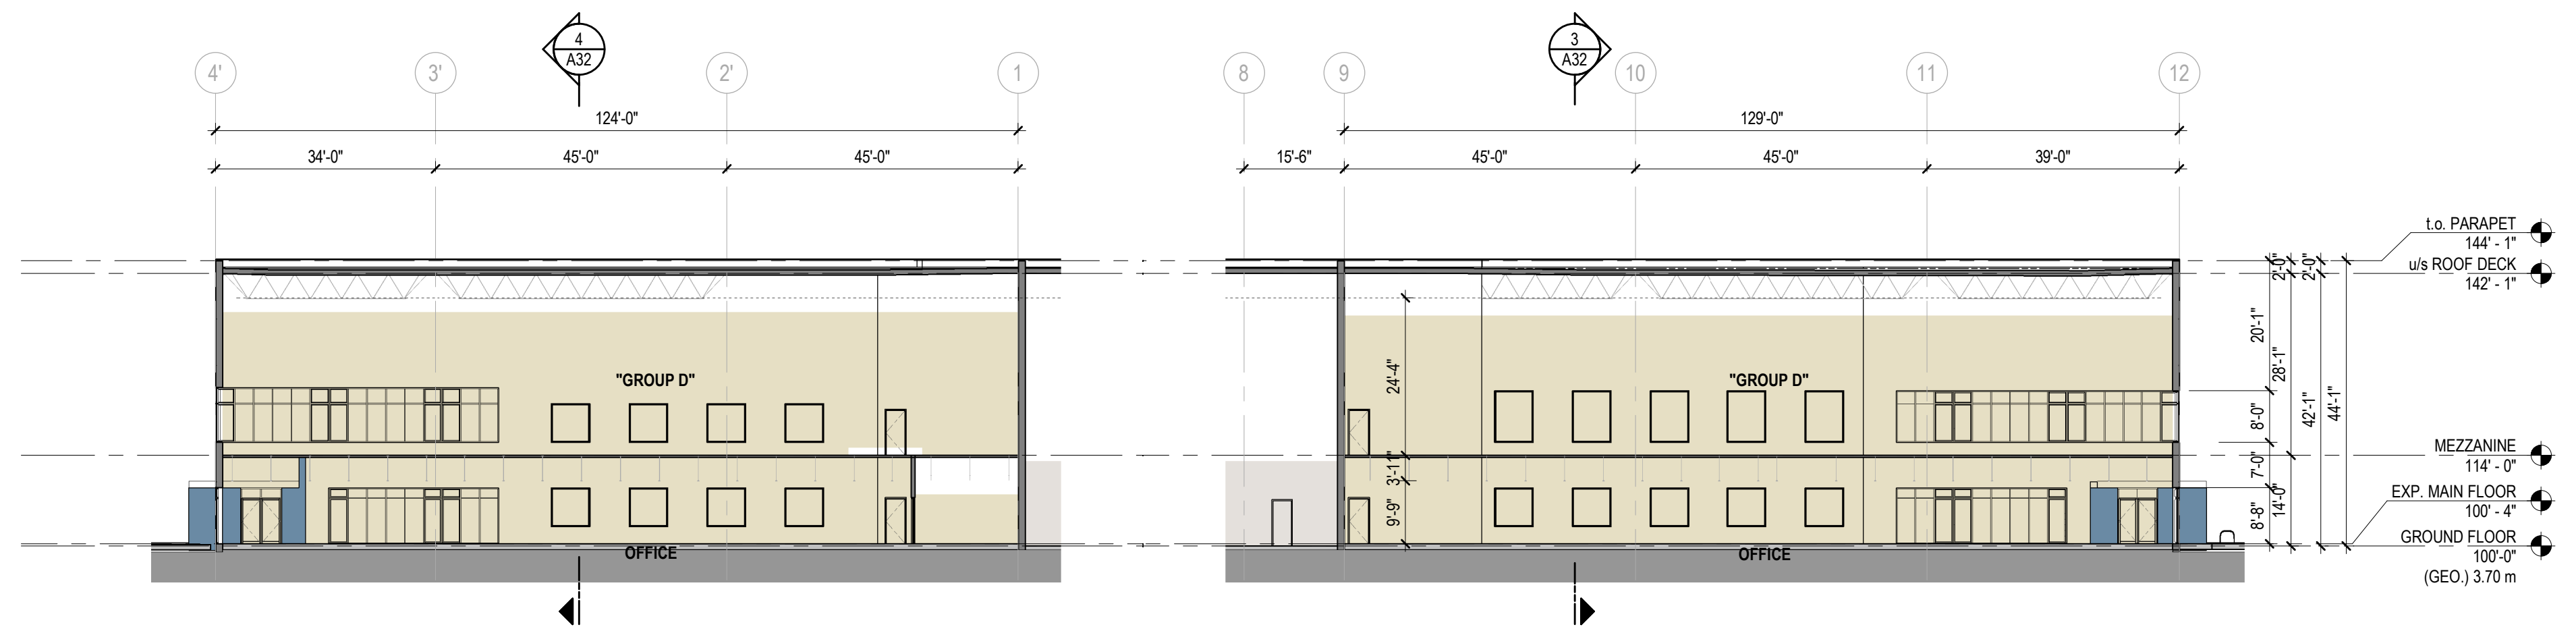 4
A32
3
A32
4'
3'
2'
1
8
9
10
11
12
124'-0"
129'-0"
34'-0"
45'-0"
45'-0"
15'-6"
45'-0"
45'-0"
39'-0"
t.o. PARAPET
144' - 1"
u/s ROOF DECK
142' - 1"
2'-0"
2'-0"
20'-1"
28'-1"
42'-1"
44'-1"
24'-4"
"GROUP D"
"GROUP D"
8'-0"
MEZZANINE
114' - 0"
3'-11"
7'-0"
EXP. MAIN FLOOR
100' - 4"
9'-9"
8'-8"
14'-0"
GROUND FLOOR
100'-0"
(GEO.) 3.70 m
OFFICE
OFFICE